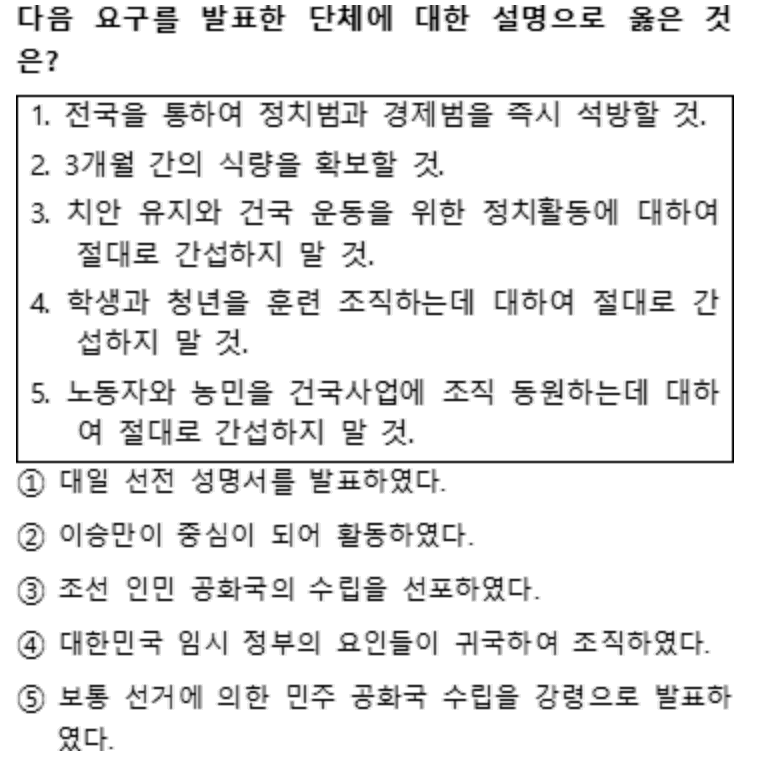 다음 요구를 발표한 단체에 대한 설명으로 옳은 것
은?
1. 전국을 통하여 정치범과 경제범을 즉시 석방할 것.
2. 3개월 간의 식량을 확보할 것.
3. 치안 유지와 건국 운동을 위한 정치활동에 대하여
절대로 간섭하지 말 것.
4. 학생과 청년을 훈련 조직하는데 대하여 절대로 간
섭하지 말 것.
5. 노동자와 농민을 건국사업에 조직 동원하는데 대하
여 절대로 간섭하지 말 것.
① 대일 선전 성명서를 발표하였다.
② 이승만이 중심이 되어 활동하였다.
③ 조선 인민 공화국의 수립을 선포하였다.
④ 대한민국 임시 정부의 요인들이 귀국하여 조직하였다.
⑤ 보통 선거에 의한 민주 공화국 수립을 강령으로 발표하
였다.